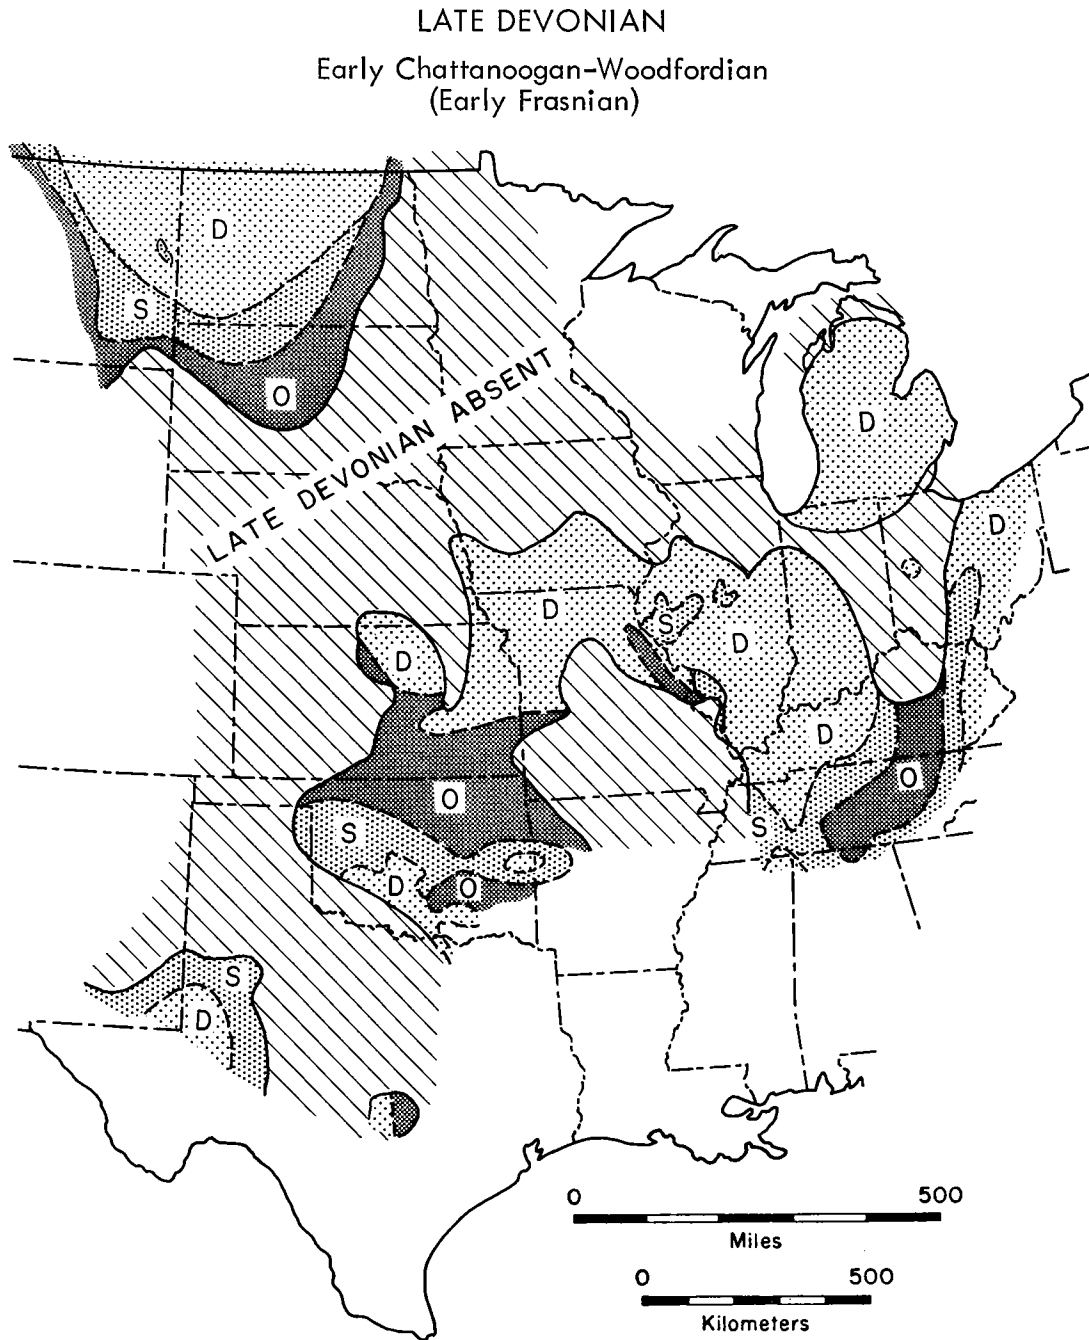 LATE DEVONIAN
Early Chattanoogan-Woodfordian
(Early Frasnian)
D
S
O
LATE DEVONIAN ABSENT
D
D
D
S
D
D
D
O
O
S
S
D
O
S
D
0 500
Miles
0 500
Kilometers